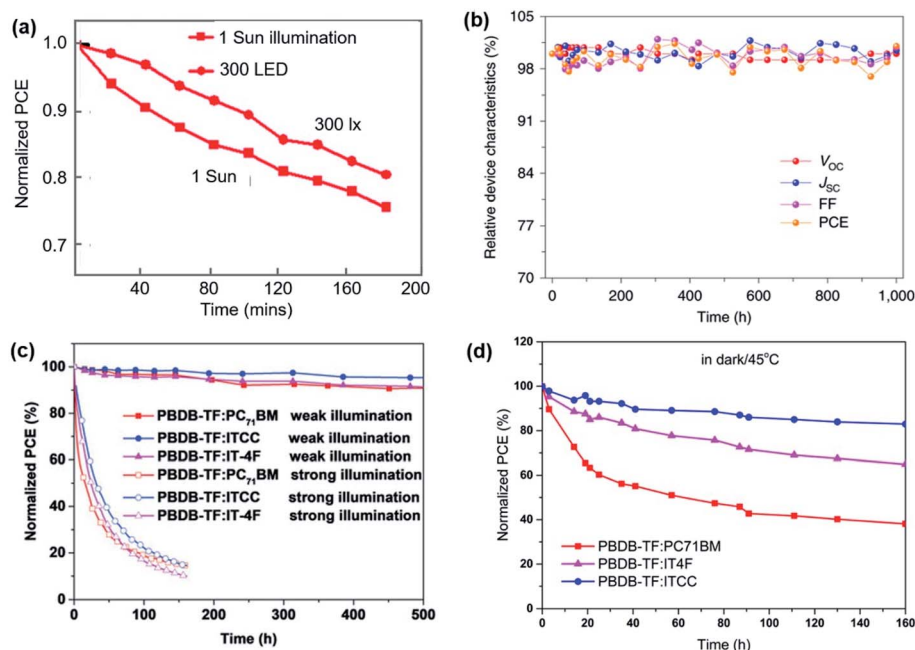 (a)
1 Sun illumination
300 LED
300 lx
1 Sun
1.0
0.9
0.8
0.7
Normalized PCE
40 80 120 160 200
Time (mins)
(b)
105
98
91
84
77
70
Relative device characteristics (%)
V_OC
J_SC
FF
PCE
0 200 400 600 800 1,000
Time (h)
(c)
100
80
60
40
20
0
Normalized PCE (%)
PBDB-TF:PC₇₁BM weak illumination
PBDB-TF:ITCC weak illumination
PBDB-TF:IT-4F weak illumination
PBDB-TF:PC₇₁BM strong illumination
PBDB-TF:ITCC strong illumination
PBDB-TF:IT-4F strong illumination
0 100 200 300 400 500
Time (h)
(d)
in dark/45°C
120
100
80
60
40
20
0
Normalized PCE (%)
PBDB-TF:PC71BM
PBDB-TF:IT4F
PBDB-TF:ITCC
0 20 40 60 80 100 120 140 160
Time (h)